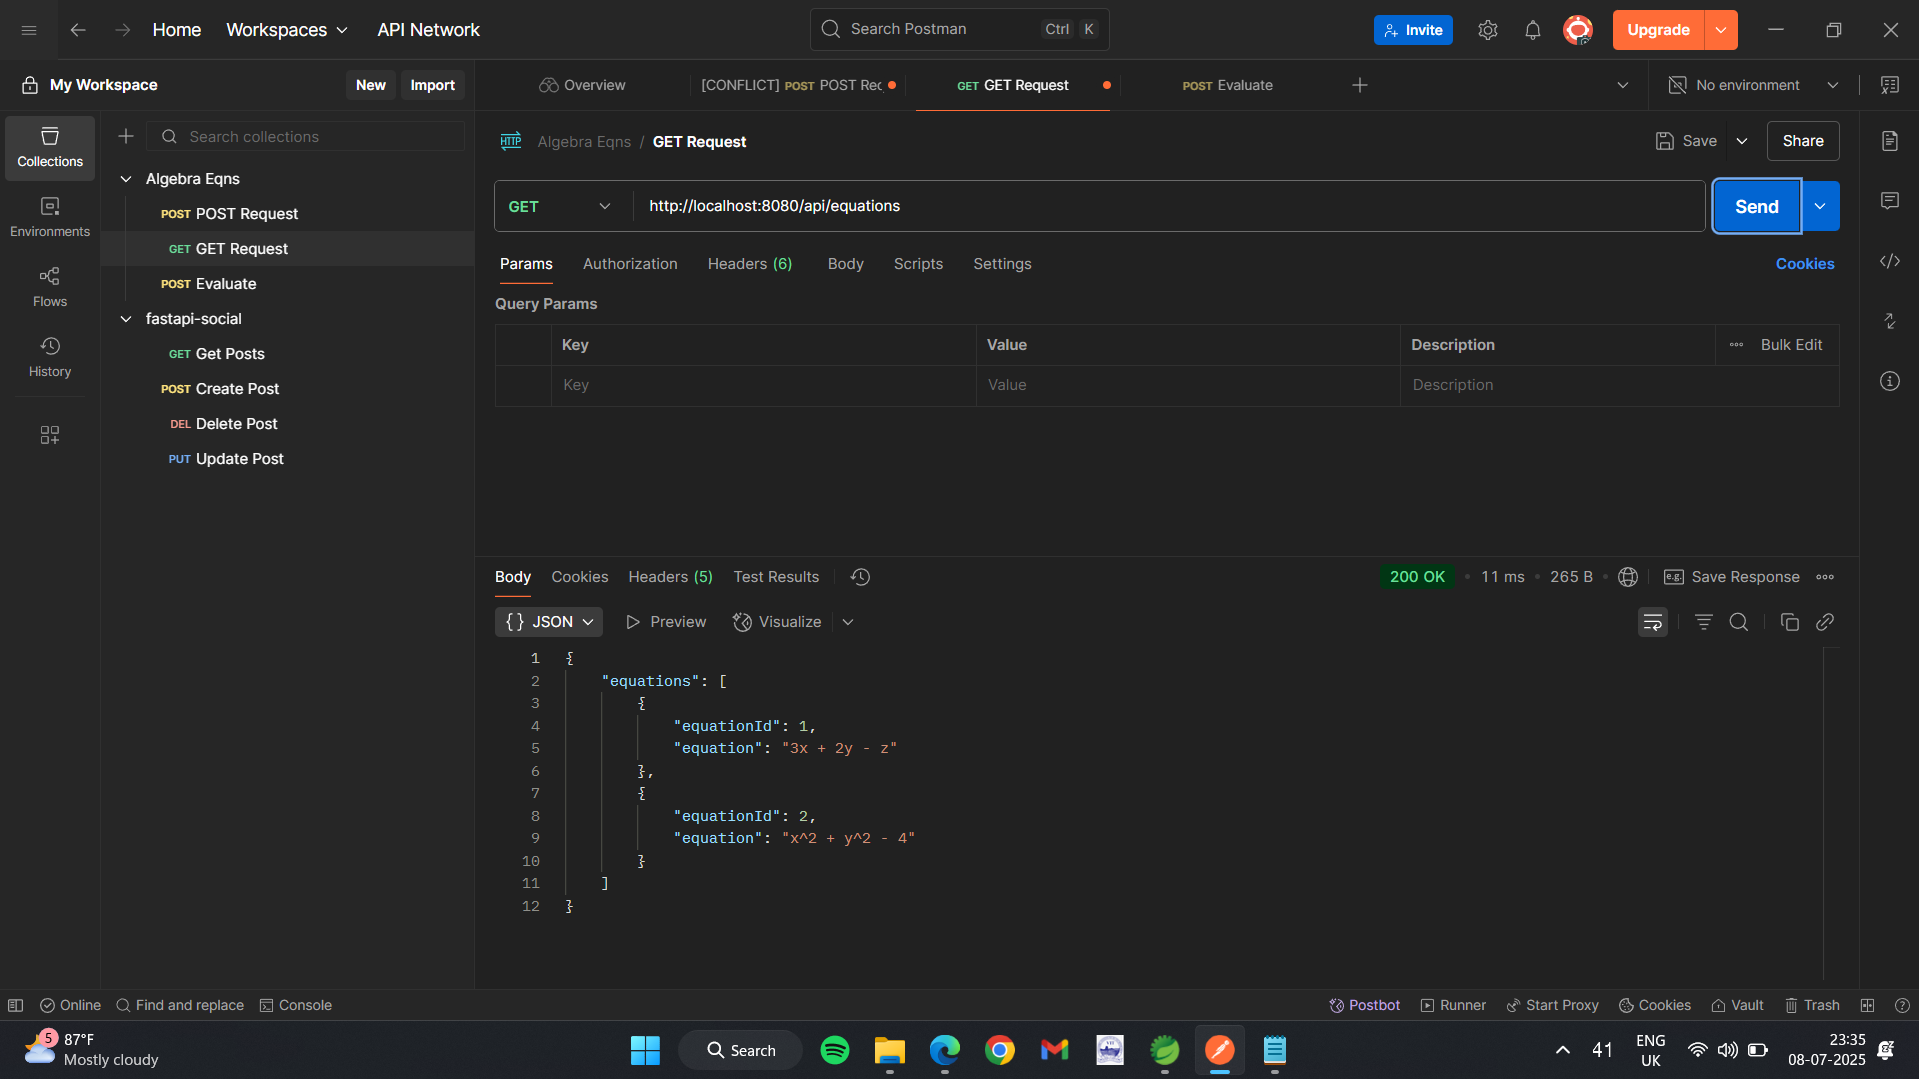 Home Workspaces API Network Search Postman Ctrl K Invite Upgrade
My Workspace New Import Overview [CONFLICT] POST POST Rec GET GET Request POST Evaluate No environment
Collections
Environments
Flows
History
Search collections
Algebra Eqns
POST POST Request
GET GET Request
POST Evaluate
fastapi-social
GET Get Posts
POST Create Post
DEL Delete Post
PUT Update Post
HTTP Algebra Eqns / GET Request Save Share
GET http://localhost:8080/api/equations Send
Params Authorization Headers (6) Body Scripts Settings Cookies
Query Params
Key Value Description Bulk Edit
Key Value Description
Body Cookies Headers (5) Test Results 200 OK 11 ms 265 B e.g. Save Response
{} JSON Preview Visualize
1 {
2 "equations": [
3 {
4 "equationId": 1,
5 "equation": "3x + 2y - z"
6 },
7 {
8 "equationId": 2,
9 "equation": "x^2 + y^2 - 4"
10 }
11 ]
12 }
Online Find and replace Console Postbot Runner Start Proxy Cookies Vault Trash
5 87°F
Mostly cloudy
Search
41
ENG
UK
23:35
08-07-2025